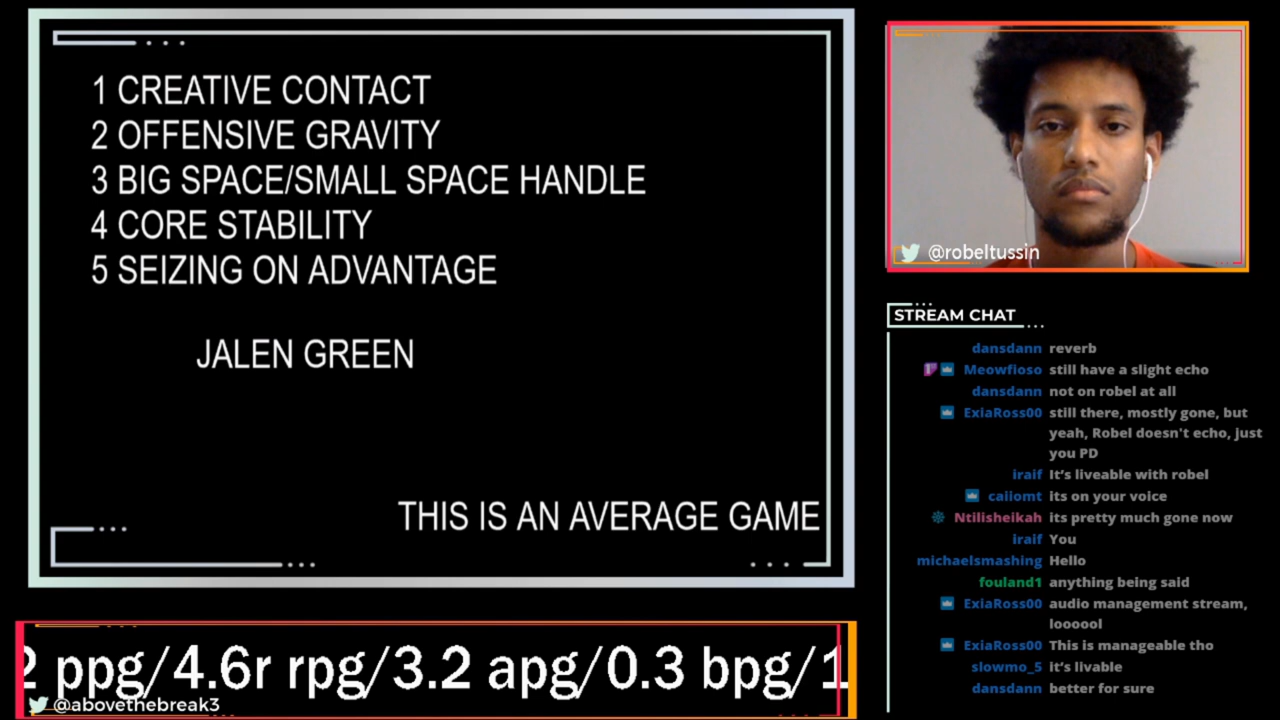 1 CREATIVE CONTACT
2 OFFENSIVE GRAVITY
3 BIG SPACE/SMALL SPACE HANDLE
4 CORE STABILITY
5 SEIZING ON ADVANTAGE
JALEN GREEN
THIS IS AN AVERAGE GAME
2 ppg/4.6r rpg/3.2 apg/0.3 bpg/1
@abovethebreak3
@robeltussin
STREAM CHAT
dansdann reverb
Meowfioso still have a slight echo
dansdann not on robel at all
ExiaRoss00 still there, mostly gone, but
yeah, Robel doesn't echo, just
you PD
iraif It's liveable with robel
caliomt its on your voice
Ntilisheikah its pretty much gone now
iraif You
michaelsmashing Hello
fouland1 anything being said
ExiaRoss00 audio management stream,
loooool
ExiaRoss00 This is manageable tho
slowmo_5 it's livable
dansdann better for sure